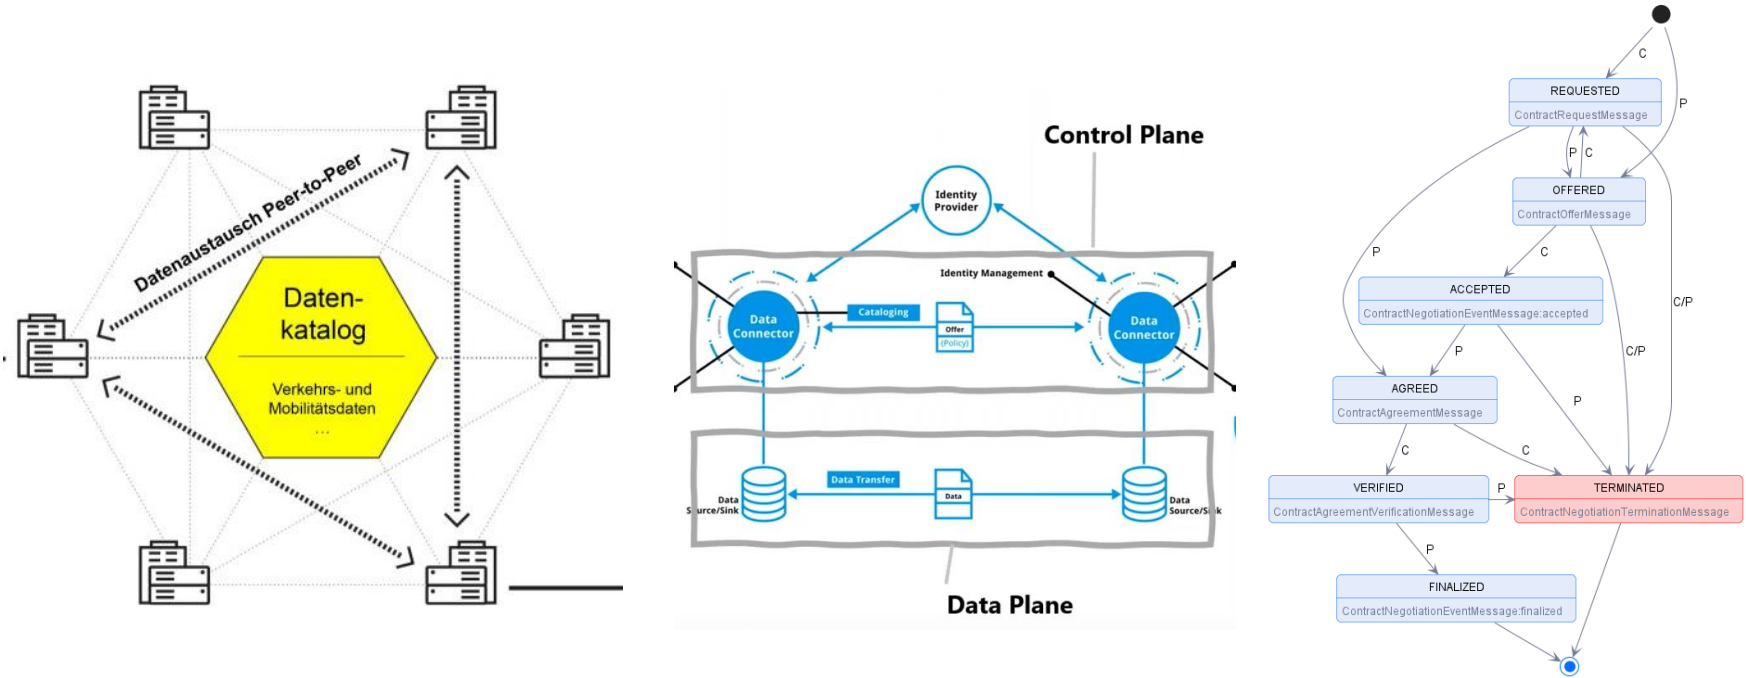 Datenaustausch Peer-to-Peer
Daten-
katalog
Verkehrs- und
Mobilitätsdaten
...
Control Plane
Identity
Provider
Identity Management
Data
Connector
Cataloging
Offer
(Policy)
Data
Connector
Data Transfer
Data
Source/Sink
Data
Data
Source/Sink
Data Plane
C
P
REQUESTED
ContractRequestMessage
P
C
OFFERED
ContractOfferMessage
P
C
C/P
ACCEPTED
ContractNegotiationEventMessage:accepted
P
C/P
AGREED
ContractAgreementMessage
P
C
C
VERIFIED
ContractAgreementVerificationMessage
P
TERMINATED
ContractNegotiationTerminationMessage
P
FINALIZED
ContractNegotiationEventMessage:finalized